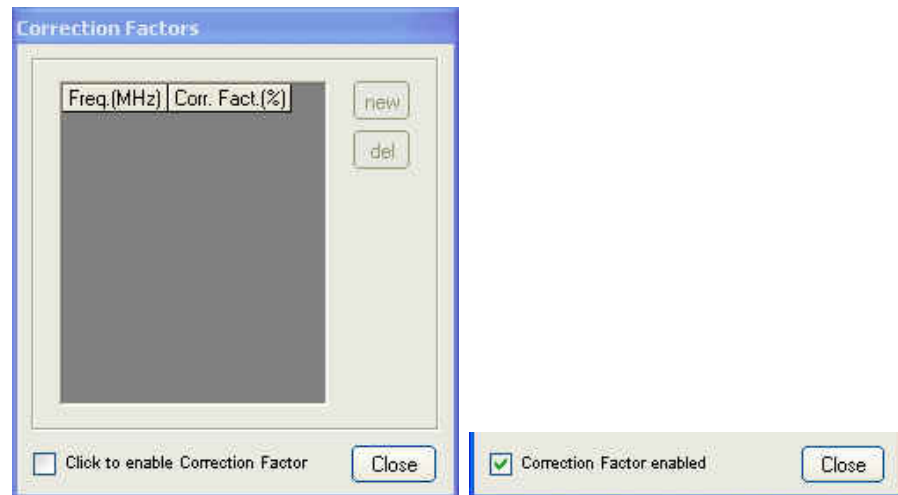 Correction Factors
Freq.(MHz) Corr. Fact.(%)
new
del
Click to enable Correction Factor
Close
Correction Factor enabled
Close